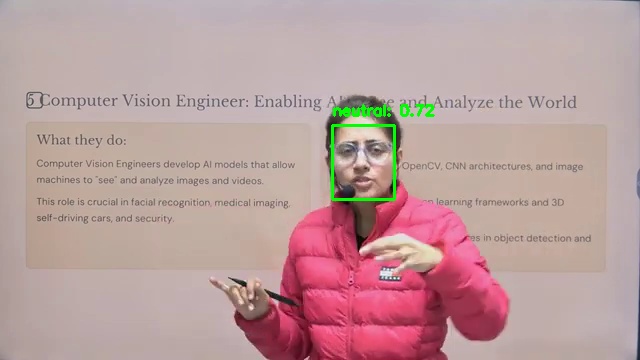 5 Computer Vision Engineer: Enabling AI and Analyze the World
neutral: 0.72
What they do:
Computer Vision Engineers develop AI models that allow
machines to "see" and analyze images and videos.
This role is crucial in facial recognition, medical imaging,
self-driving cars, and security.
OpenCV, CNN architectures, and image
learning frameworks and 3D
in object detection and